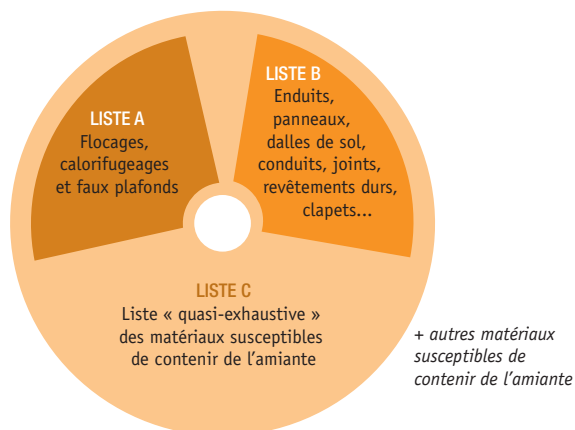 LISTE A
Flocages,
calorifugeages
et faux plafonds
LISTE B
Enduits,
panneaux,
dalles de sol,
conduits, joints,
revêtements durs,
clapets...
LISTE C
Liste « quasi-exhaustive »
des matériaux susceptibles
de contenir de l’amiante
+ autres matériaux
susceptibles de
contenir de l’amiante